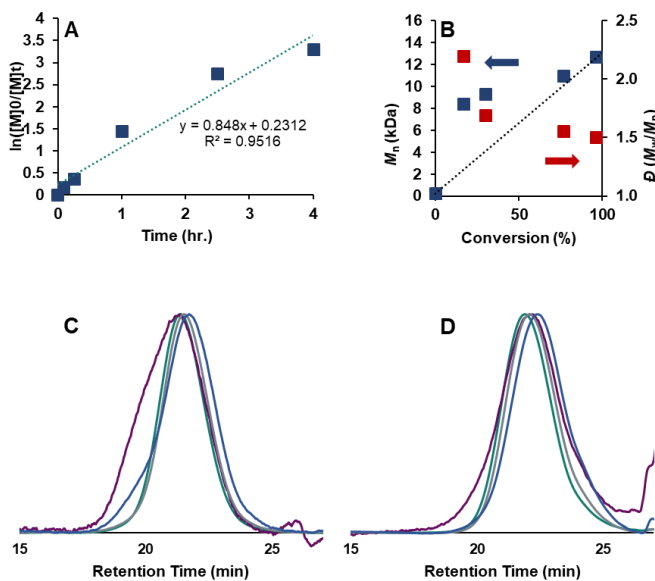 A
ln([M]0/[M]t)
4
3.5
3
2.5
2
1.5
1
0.5
0
y = 0.848x + 0.2312
R² = 0.9516
0 1 2 3 4
Time (hr.)
B
Mn (kDa)
16
14
12
10
8
6
4
2
0
2.5
2.0
1.5
1.0
Đ (Mw/Mn)
0 50 100
Conversion (%)
C
15 20 25
Retention Time (min)
D
15 20 25
Retention Time (min)